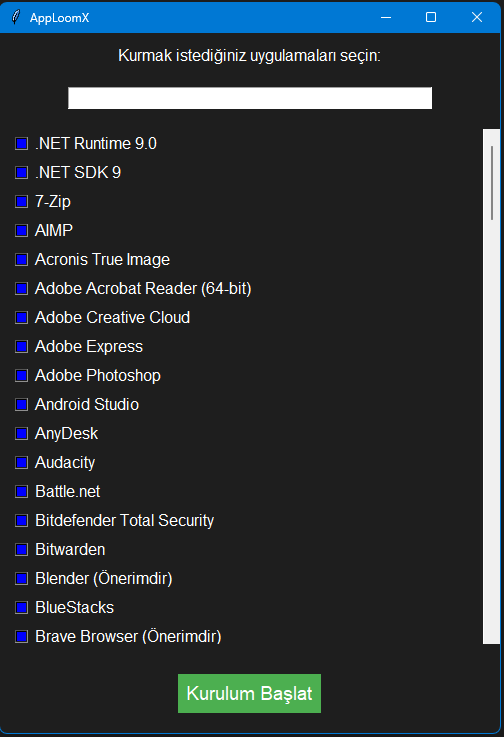 AppLoomX
Kurmak istediğiniz uygulamaları seçin:
.NET Runtime 9.0
.NET SDK 9
7-Zip
AIMP
Acronis True Image
Adobe Acrobat Reader (64-bit)
Adobe Creative Cloud
Adobe Express
Adobe Photoshop
Android Studio
AnyDesk
Audacity
Battle.net
Bitdefender Total Security
Bitwarden
Blender (Önerimdir)
BlueStacks
Brave Browser (Önerimdir)
Kurulum Başlat